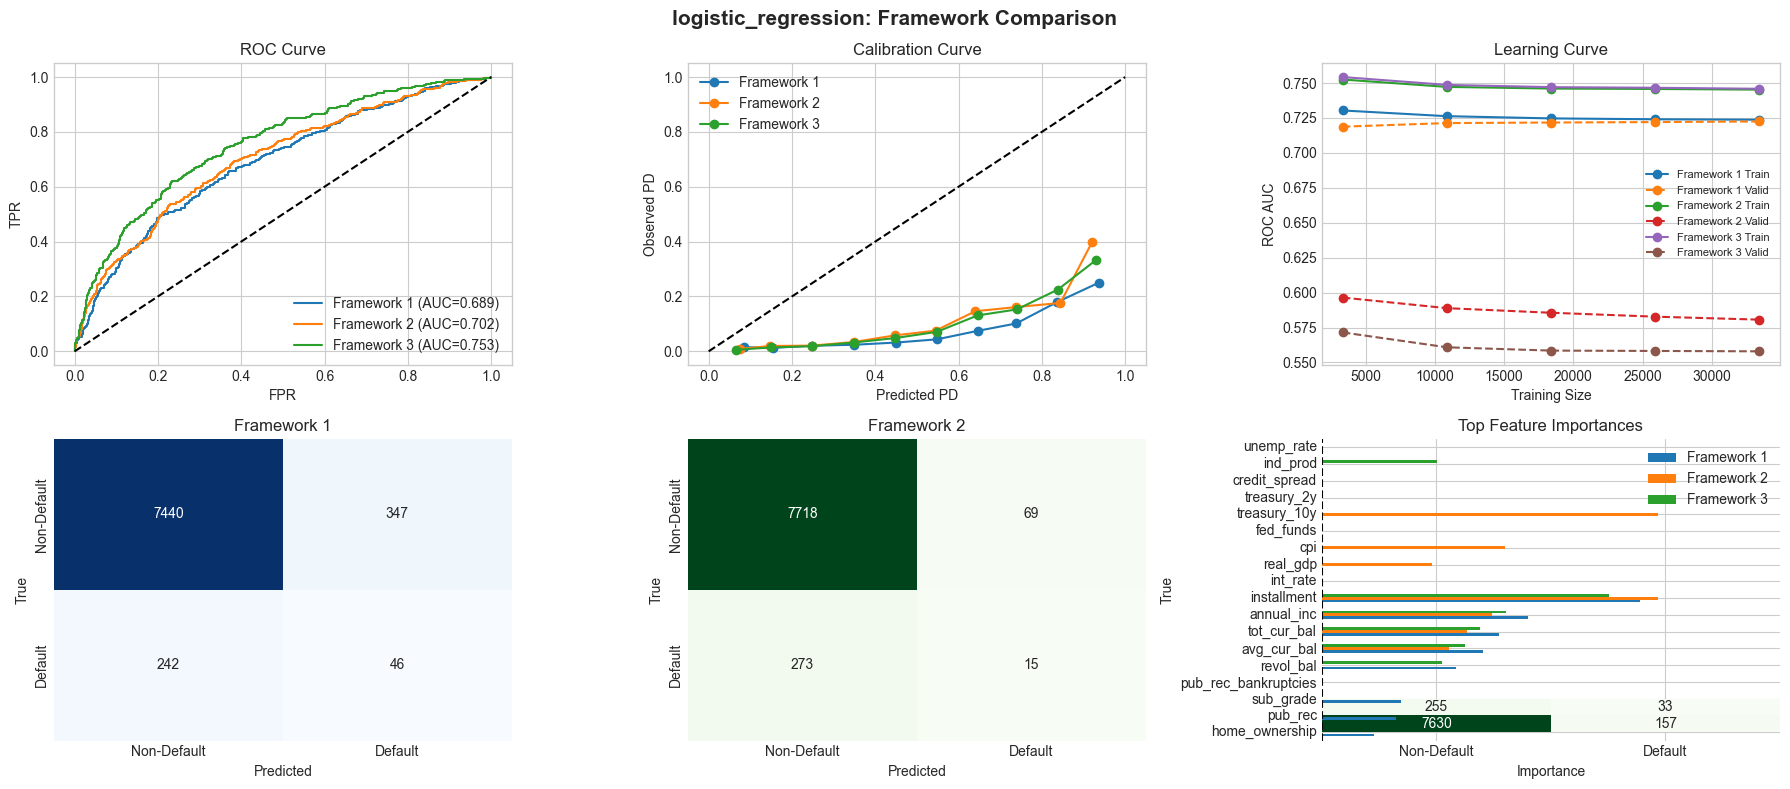 logistic_regression: Framework Comparison
ROC Curve
1.0
0.8
0.6
0.4
0.2
0.0
TPR
Framework 1 (AUC=0.689)
Framework 2 (AUC=0.702)
Framework 3 (AUC=0.753)
0.0 0.2 0.4 0.6 0.8 1.0
FPR
Calibration Curve
1.0
0.8
0.6
0.4
0.2
0.0
Observed PD
Framework 1
Framework 2
Framework 3
0.0 0.2 0.4 0.6 0.8 1.0
Predicted PD
Learning Curve
0.750
0.725
0.700
0.675
0.650
0.625
0.600
0.575
0.550
ROC AUC
Framework 1 Train
Framework 1 Valid
Framework 2 Train
Framework 2 Valid
Framework 3 Train
Framework 3 Valid
5000 10000 15000 20000 25000 30000
Training Size
Framework 1
Non-Default
Default
True
7440 347
242 46
Non-Default Default
Predicted
Framework 2
Non-Default
Default
True
7718 69
273 15
Non-Default Default
Predicted
Top Feature Importances
True
unemp_rate
ind_prod
credit_spread
treasury_2y
treasury_10y
fed_funds
cpi
real_gdp
int_rate
installment
annual_inc
tot_cur_bal
avg_cur_bal
revol_bal
pub_rec_bankruptcies
sub_grade
pub_rec
home_ownership
Framework 1
Framework 2
Framework 3
255 33
7630 157
Non-Default Default
Importance